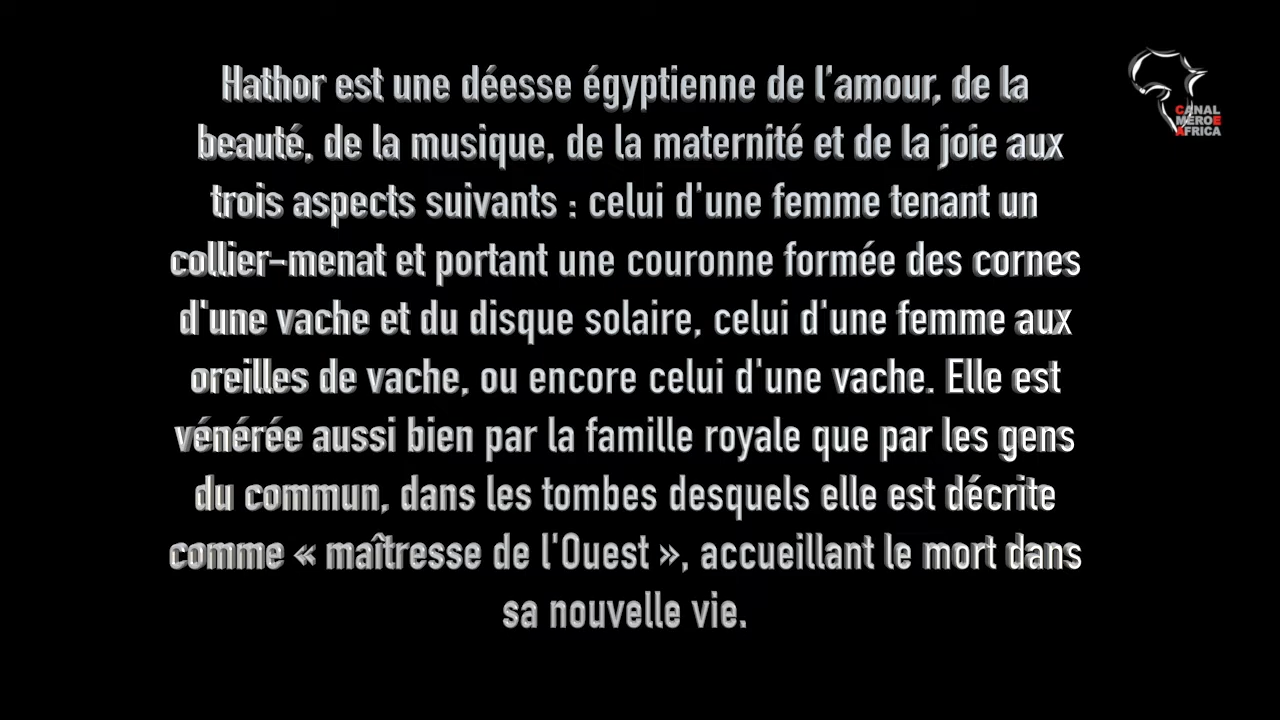 Hathor est une déesse égyptienne de l'amour, de la
beauté, de la musique, de la maternité et de la joie aux
trois aspects suivants : celui d'une femme tenant un
collier-menat et portant une couronne formée des cornes
d'une vache et du disque solaire, celui d'une femme aux
oreilles de vache, ou encore celui d'une vache. Elle est
vénérée aussi bien par la famille royale que par les gens
du commun, dans les tombes desquels elle est décrite
comme « maîtresse de l'Ouest », accueillant le mort dans
sa nouvelle vie.
CANAL
MEROE
AFRICA